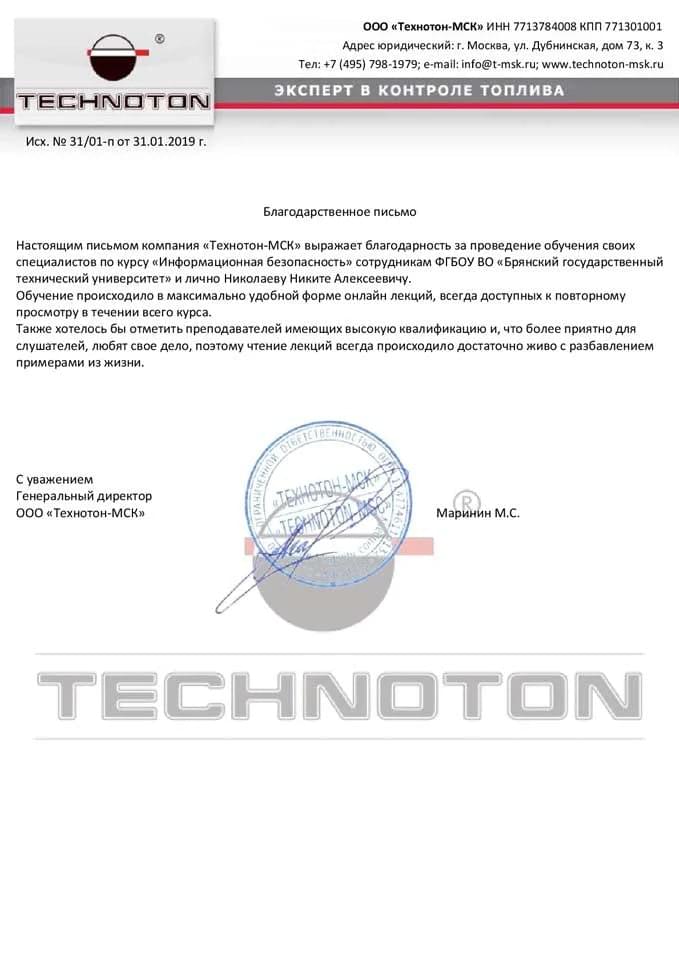 ООО «Технотон-МСК» ИНН 7713784008 КПП 771301001
Адрес юридический: г. Москва, ул. Дубнинская, дом 73, к. 3
Тел: +7 (495) 798-1979; e-mail: info@t-msk.ru; www.technoton-msk.ru
®
TECHNOTON
ЭКСПЕРТ В КОНТРОЛЕ ТОПЛИВА
Исх. № 31/01-п от 31.01.2019 г.
Благодарственное письмо
Настоящим письмом компания «Технотон-МСК» выражает благодарность за проведение обучения своих
специалистов по курсу «Информационная безопасность» сотрудникам ФГБОУ ВО «Брянский государственный
технический университет» и лично Николаеву Никите Алексеевичу.
Обучение происходило в максимально удобной форме онлайн лекций, всегда доступных к повторному
просмотру в течении всего курса.
Также хотелось бы отметить преподавателей имеющих высокую квалификацию и, что более приятно для
слушателей, любят свое дело, поэтому чтение лекций всегда происходило достаточно живо с разбавлением
примерами из жизни.
С уважением
Генеральный директор
ООО «Технотон-МСК»
Маринин М.С.
ОТВЕТСТВЕННОСТЬЮ
«ТЕХНОТОН-МСК»
«TECHNOTON-MSC»
®
TECHNOTON